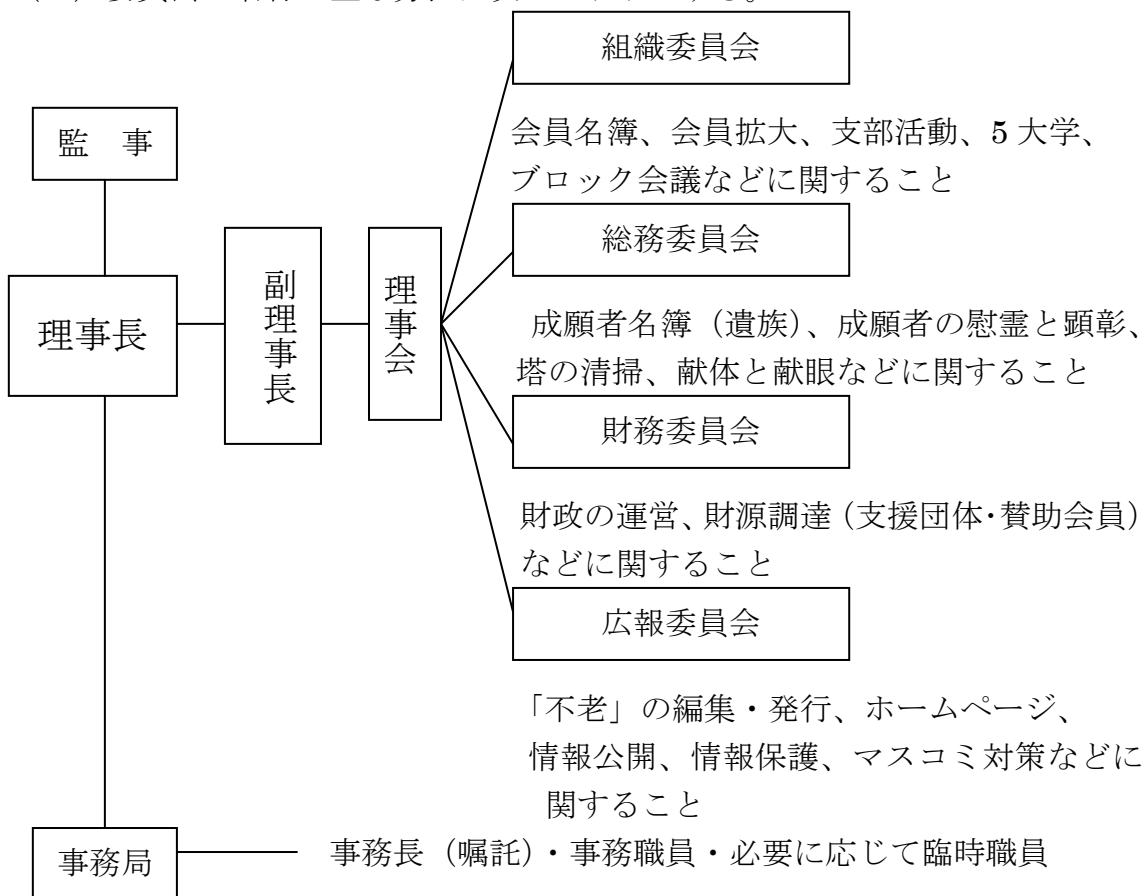 組織委員会
監 事
会員名簿、会員拡大、支部活動、5大学、
ブロック会議などに関すること
総務委員会
理事長
副理事長
理事会
成願者名簿（遺族）、成願者の慰霊と顕彰、
塔の清掃、献体と献眼などに関すること
財務委員会
財政の運営、財源調達（支援団体・賛助会員）
などに関すること
広報委員会
「不老」の編集・発行、ホームページ、
情報公開、情報保護、マスコミ対策などに
関すること
事務局
事務長（嘱託）・事務職員・必要に応じて臨時職員